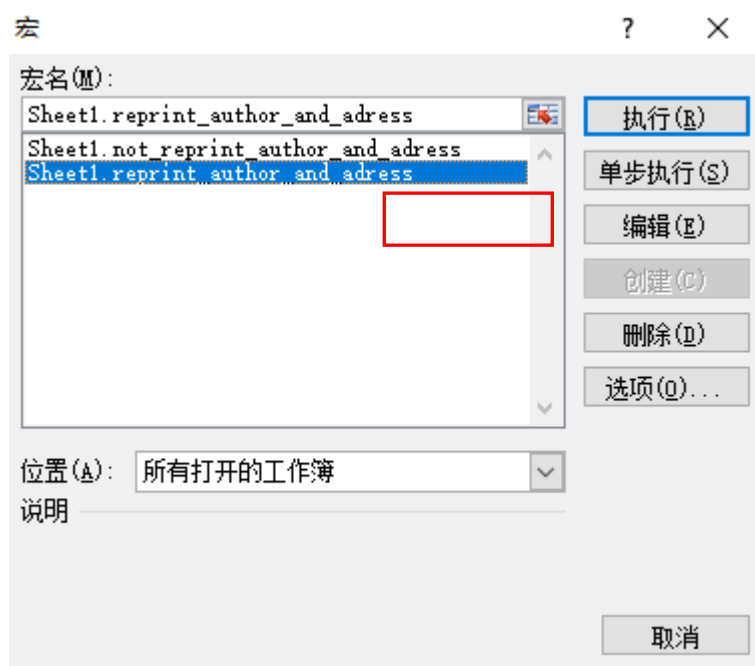 宏 ?
宏名(M):
Sheet1.reprint_author_and_adress
Sheet1.not_reprint_author_and_adress
Sheet1.reprint_author_and_adress
执行(R)
单步执行(S)
编辑(E)
创建(C)
删除(D)
选项(O)...
位置(A): 所有打开的工作簿
说明
取消